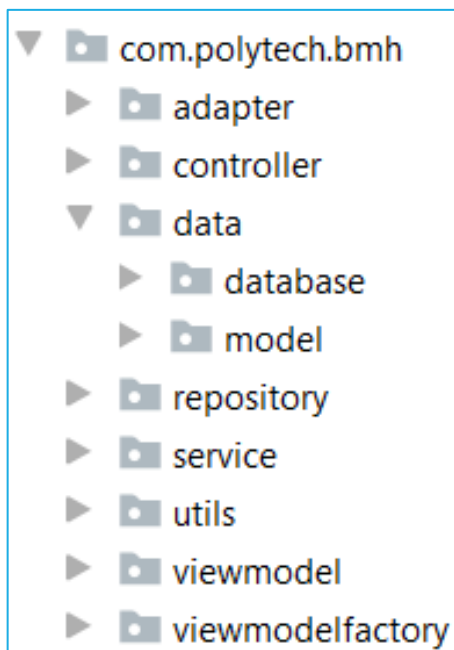 com.polytech.bmh
adapter
controller
data
database
model
repository
service
utils
viewmodel
viewmodelfactory